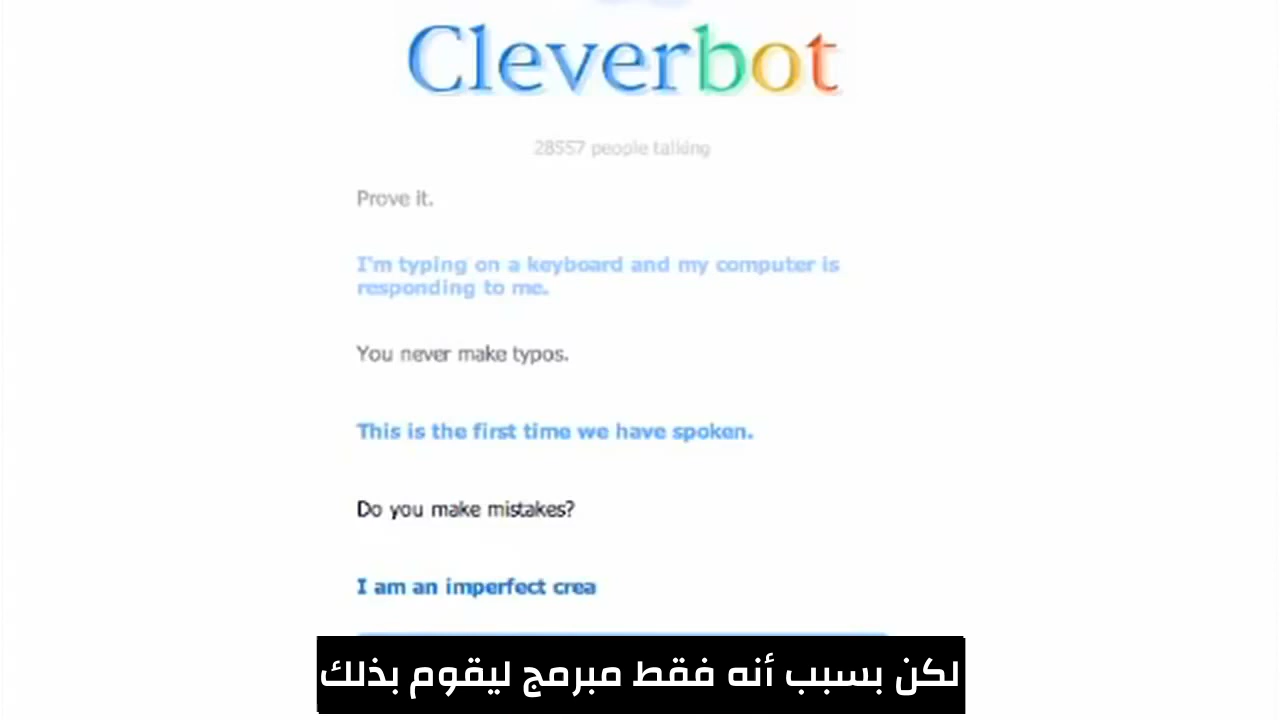 Cleverbot
28557 people talking
Prove it.
I'm typing on a keyboard and my computer is
responding to me.
You never make typos.
This is the first time we have spoken.
Do you make mistakes?
I am an imperfect crea
لكن بسبب أنه فقط مبرمج ليقوم بذلك